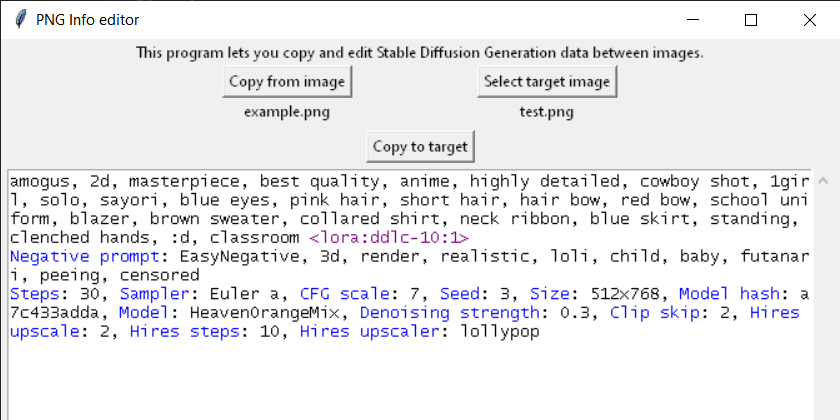 PNG Info editor
This program lets you copy and edit Stable Diffusion Generation data between images.
Copy from image
Select target image
example.png
test.png
Copy to target
amogus, 2d, masterpiece, best quality, anime, highly detailed, cowboy shot, 1gir
l, solo, sayori, blue eyes, pink hair, short hair, hair bow, red bow, school uni
form, blazer, brown sweater, collared shirt, neck ribbon, blue skirt, standing,
clenched hands, :d, classroom <lora:ddlc-10:1>
Negative prompt: EasyNegative, 3d, render, realistic, loli, child, baby, futanar
i, peeing, censored
Steps: 30, Sampler: Euler a, CFG scale: 7, Seed: 3, Size: 512x768, Model hash: a
7c433adda, Model: HeavenOrangeMix, Denoising strength: 0.3, Clip skip: 2, Hires
upscale: 2, Hires steps: 10, Hires upscaler: lollypop